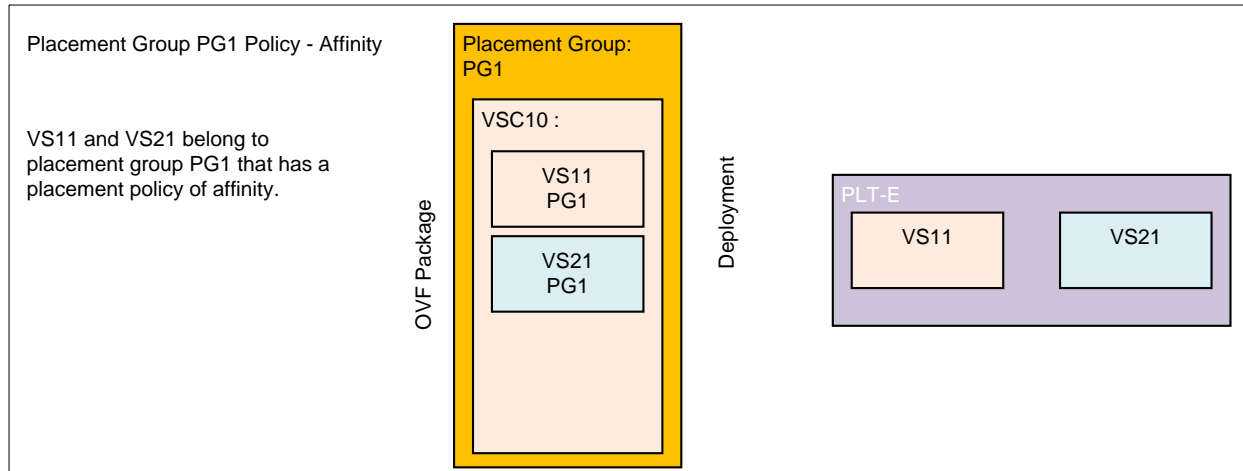 Placement Group PG1 Policy - Affinity
VS11 and VS21 belong to
placement group PG1 that has a
placement policy of affinity.
OVF Package
Placement Group:
PG1
VSC10 :
VS11
PG1
VS21
PG1
Deployment
PLT-E
VS11
VS21